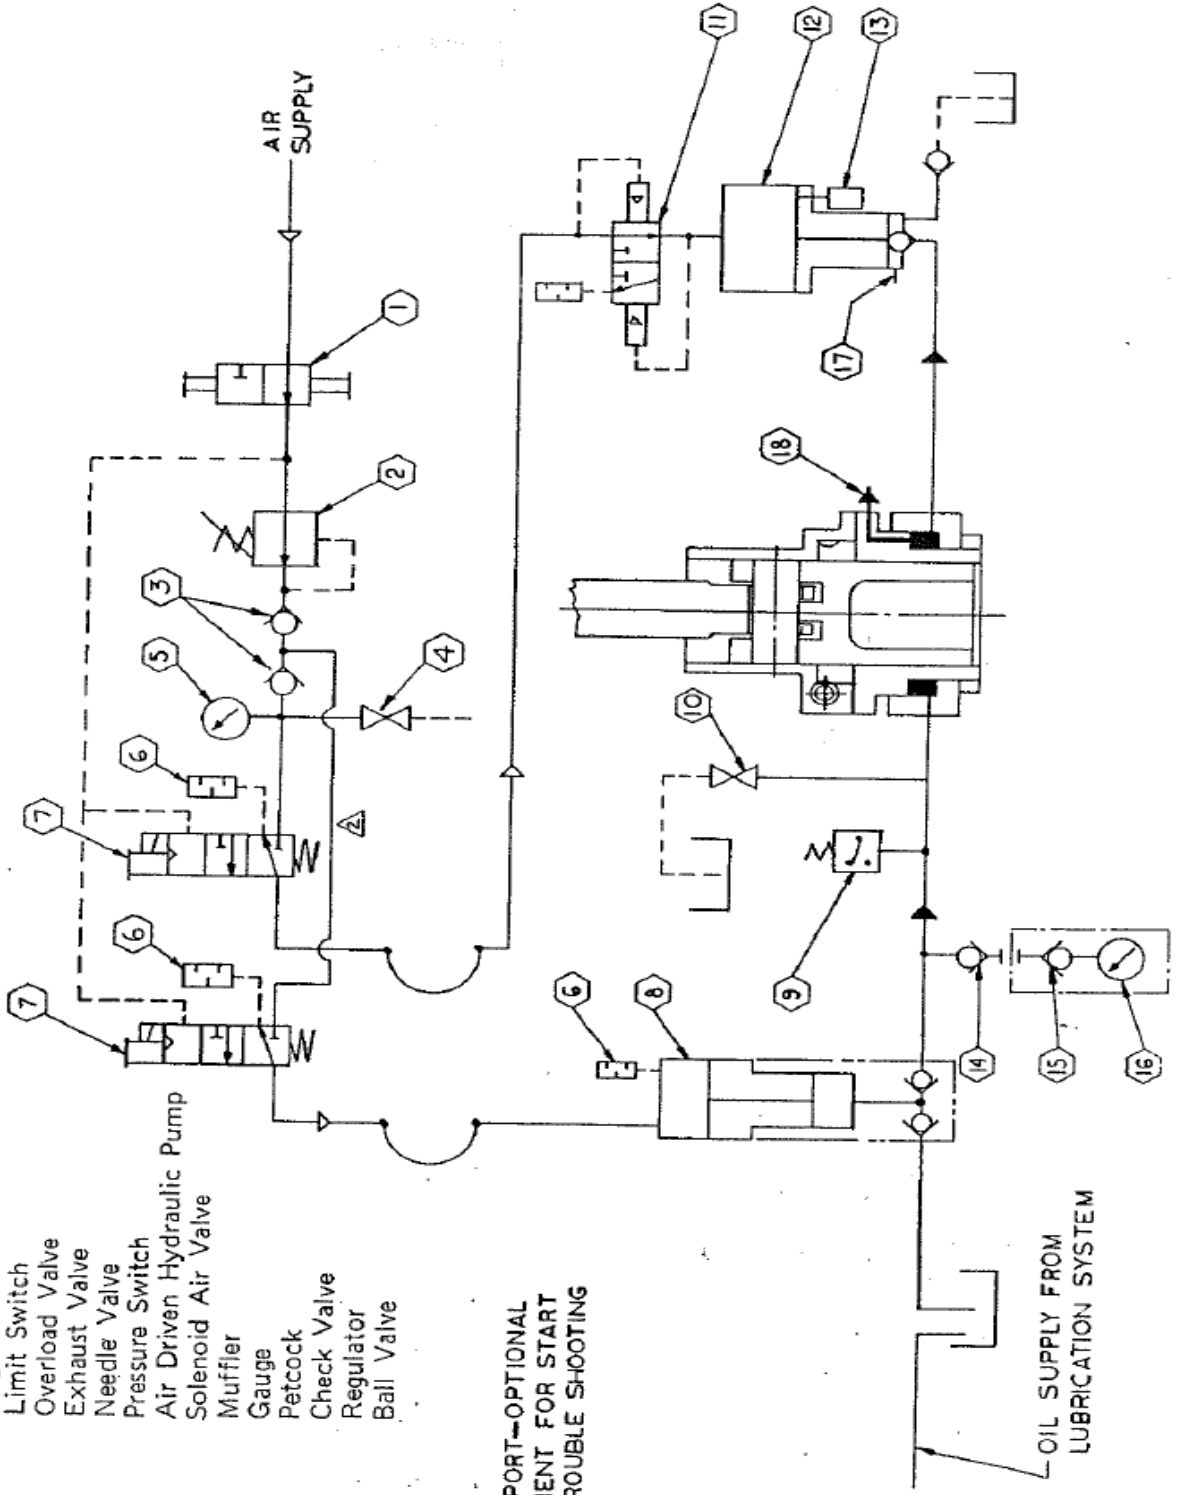 Limit Switch
Overload Valve
Exhaust Valve
Needle Valve
Pressure Switch
Air Driven Hydraulic Pump
Solenoid Air Valve
Muffler
Gauge
Petcock
Check Valve
Regulator
Ball Valve
PORT—OPTIONAL
MENT FOR START
ROUBLE SHOOTING
AIR
SUPPLY
OIL SUPPLY FROM
LUBRICATION SYSTEM
1
2
3
4
5
6
7
6
7
2
6
8
9
10
11
12
13
14
15
16
17
18